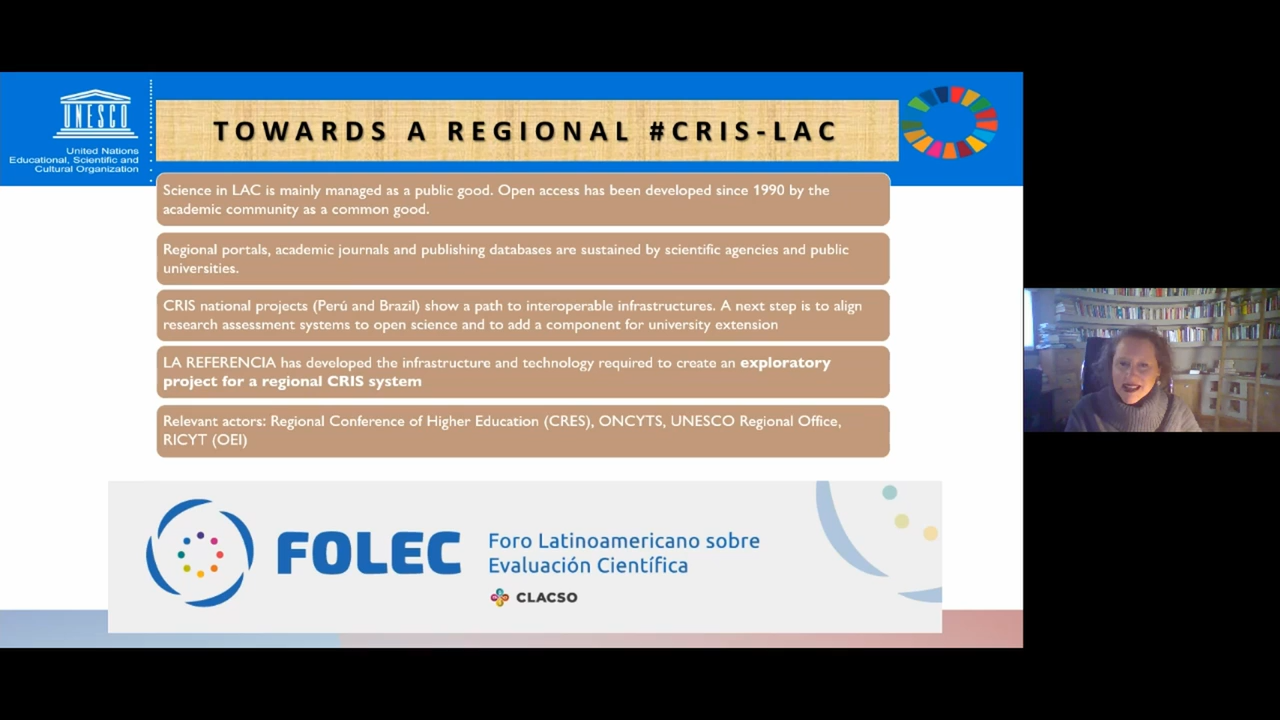 UNESCO
United Nations
Educational, Scientific and
Cultural Organization
TOWARDS A REGIONAL #CRIS-LAC
Science in LAC is mainly managed as a public good. Open access has been developed since 1990 by the
academic community as a common good.
Regional portals, academic journals and publishing databases are sustained by scientific agencies and public
universities.
CRIS national projects (Perú and Brazil) show a path to interoperable infrastructures. A next step is to align
research assessment systems to open science and to add a component for university extension
LA REFERENCIA has developed the infrastructure and technology required to create an exploratory
project for a regional CRIS system
Relevant actors: Regional Conference of Higher Education (CRES), ONCYTS, UNESCO Regional Office,
RICYT (OEI)
FOLEC
Foro Latinoamericano sobre
Evaluación Científica
CLACSO